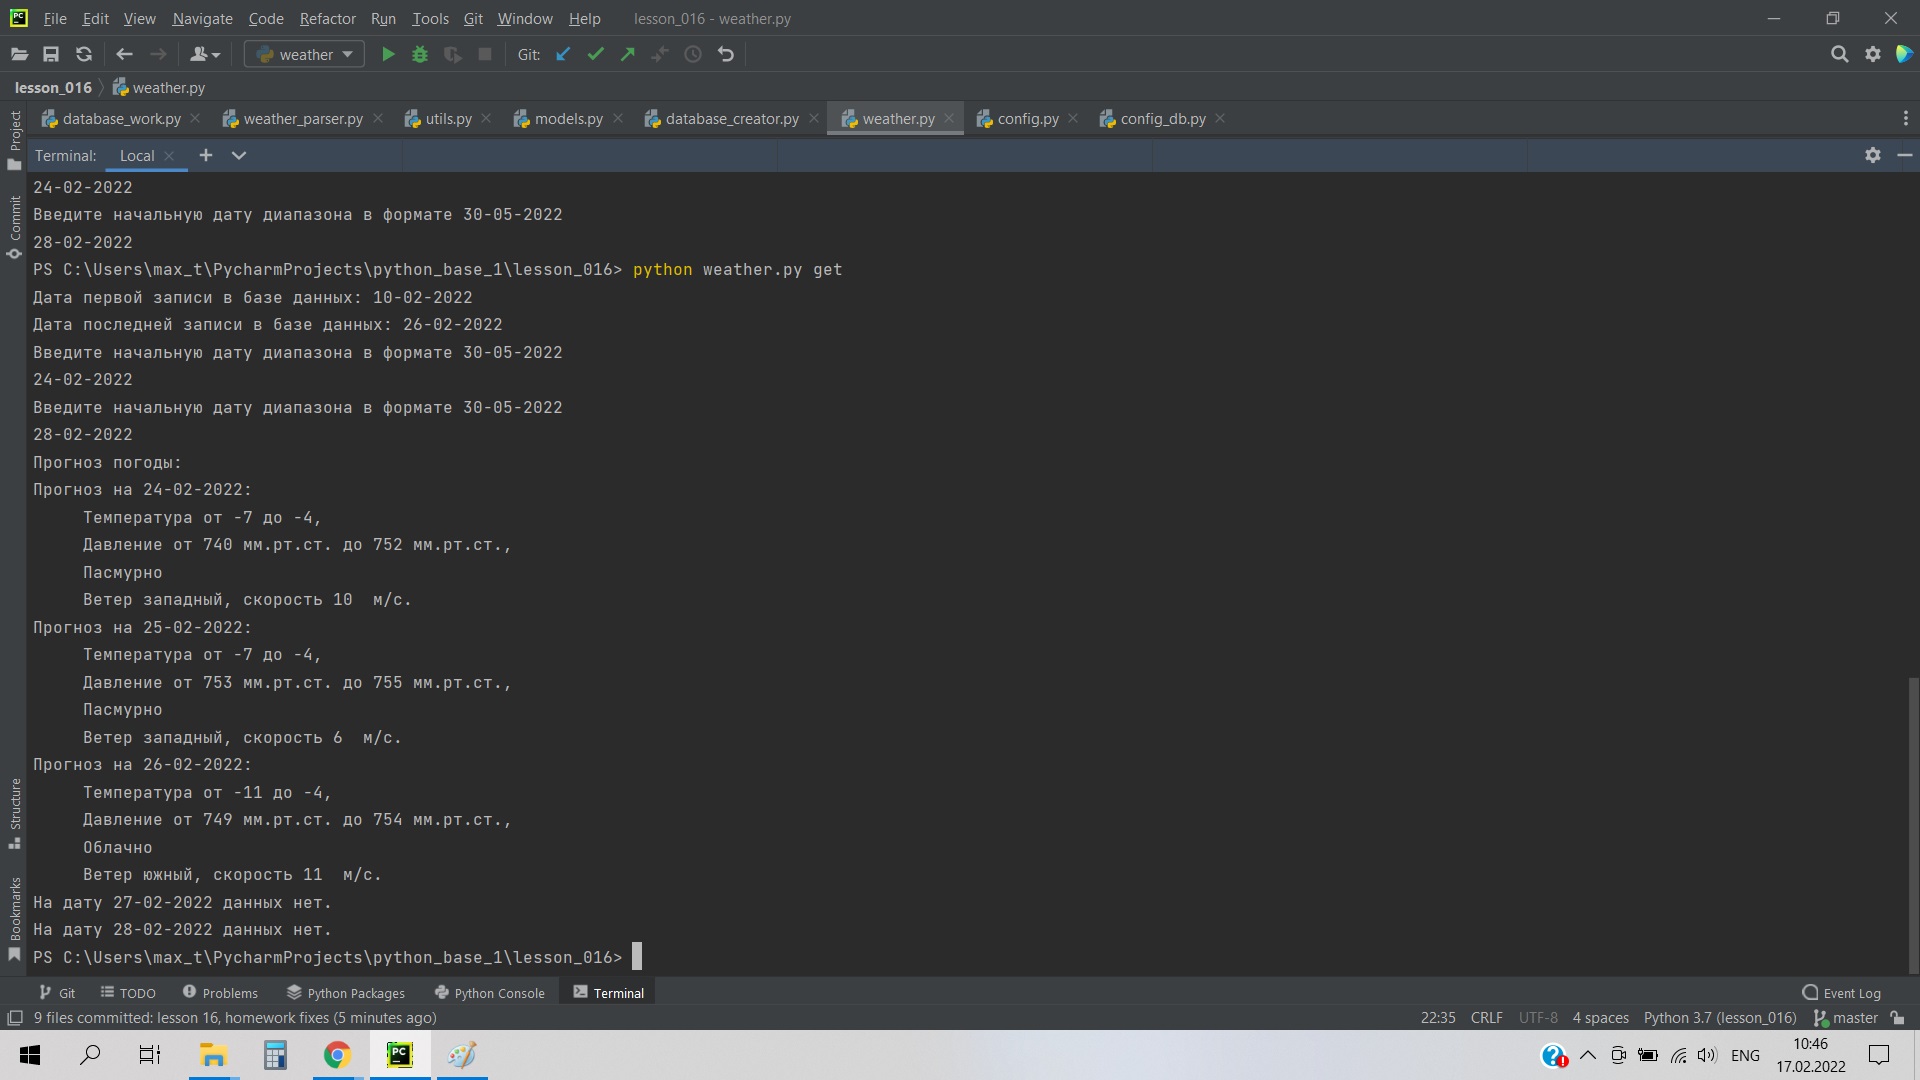 File Edit View Navigate Code Refactor Run Tools Git Window Help lesson_016 - weather.py
weather Git:
lesson_016 weather.py
database_work.py weather_parser.py utils.py models.py database_creator.py weather.py config.py config_db.py
Terminal: Local
Project
Commit
Structure
Bookmarks
24-02-2022
Введите начальную дату диапазона в формате 30-05-2022
28-02-2022
PS C:\Users\max_t\PycharmProjects\python_base_1\lesson_016> python weather.py get
Дата первой записи в базе данных: 10-02-2022
Дата последней записи в базе данных: 26-02-2022
Введите начальную дату диапазона в формате 30-05-2022
24-02-2022
Введите начальную дату диапазона в формате 30-05-2022
28-02-2022
Прогноз погоды:
Прогноз на 24-02-2022:
Температура от -7 до -4,
Давление от 740 мм.рт.ст. до 752 мм.рт.ст.,
Пасмурно
Ветер западный, скорость 10  м/с.
Прогноз на 25-02-2022:
Температура от -7 до -4,
Давление от 753 мм.рт.ст. до 755 мм.рт.ст.,
Пасмурно
Ветер западный, скорость 6  м/с.
Прогноз на 26-02-2022:
Температура от -11 до -4,
Давление от 749 мм.рт.ст. до 754 мм.рт.ст.,
Облачно
Ветер южный, скорость 11  м/с.
На дату 27-02-2022 данных нет.
На дату 28-02-2022 данных нет.
PS C:\Users\max_t\PycharmProjects\python_base_1\lesson_016>
Git TODO Problems Python Packages Python Console Terminal Event Log
9 files committed: lesson 16, homework fixes (5 minutes ago) 22:35 CRLF UTF-8 4 spaces Python 3.7 (lesson_016) master
PC ENG 10:46
17.02.2022